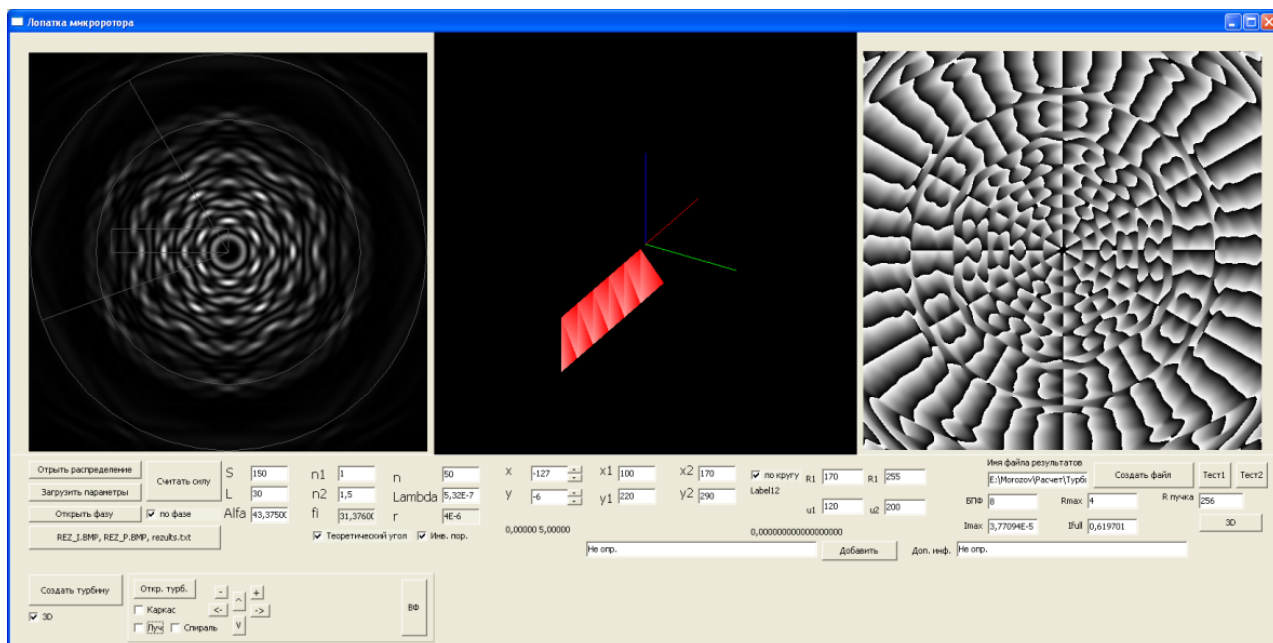 Лопатка микроротора
Имя файла результатов
Отрыть распределение
Считать силу
S 150
n1 1
n 50
x -127
x1 100
x2 170
по кругу R1 170 R1 255
E:\Morozov\Расчет\Турб
Создать файл
Тест1
Тест2
Загрузить параметры
L 30
n2 1,5
Lambda 5,32E-7
y -6
y1 220
y2 290
Label12
u1 120 u2 200
БПФ 8
Rmax 4
R пучка 256
Открыть фазу
по фазе
Alfa 43,3750
fi 31,3760
r 4E-6
0,00000 5,00000
0,000000000000000000
Imax 3,77094E-5
Ifull 0,619701
3D
REZ_I.BMP, REZ_P.BMP, rezults.txt
Теоретический угол
Инв. пор.
Не опр.
Добавить
Доп. инф. Не опр.
Создать турбину
3D
Откр. турб.
- ^ +
<- ->
V
Каркас
Луч
Спираль
ВФ